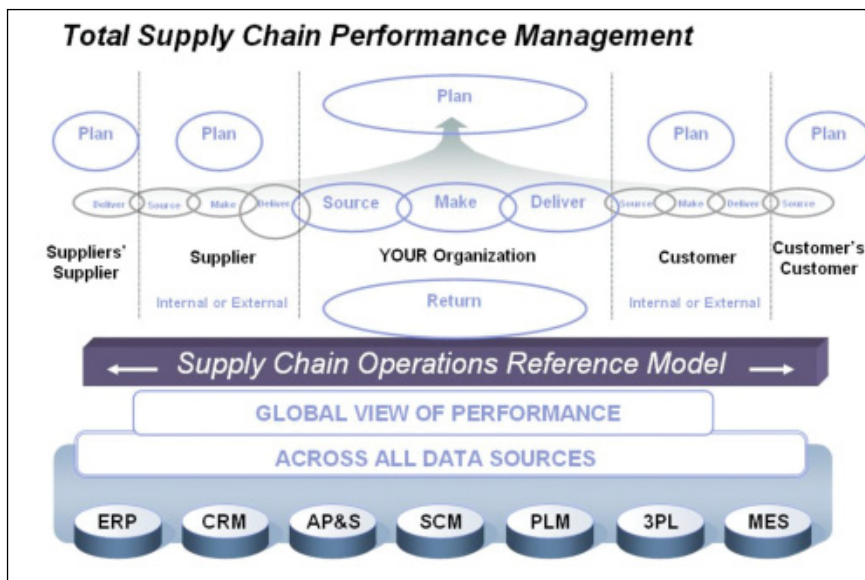 Total Supply Chain Performance Management
Plan
Plan Plan Plan Plan
Deliver Source Make Deliver Source Make Deliver Source Make Deliver Source
Suppliers' Supplier
Supplier
YOUR Organization
Customer
Customer's Customer
Internal or External
Return
Internal or External
Supply Chain Operations Reference Model
GLOBAL VIEW OF PERFORMANCE
ACROSS ALL DATA SOURCES
ERP CRM AP&S SCM PLM 3PL MES